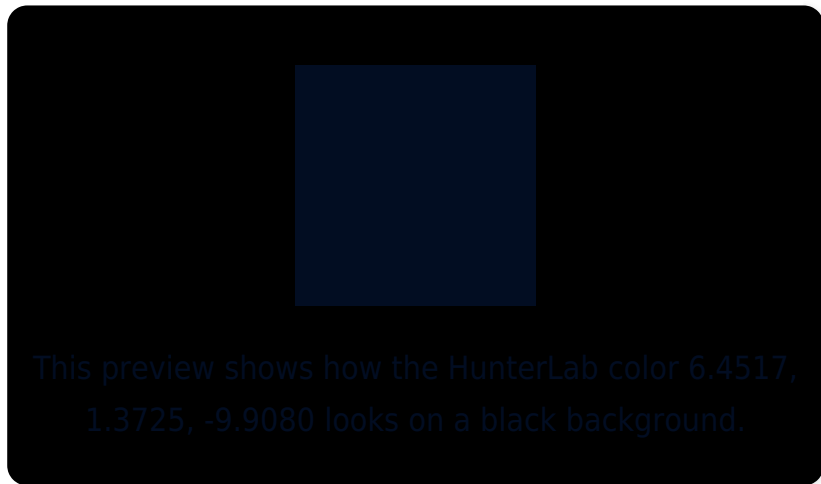 This preview shows how the HunterLab color 6.4517,
1.3725, -9.9080 looks on a black background.